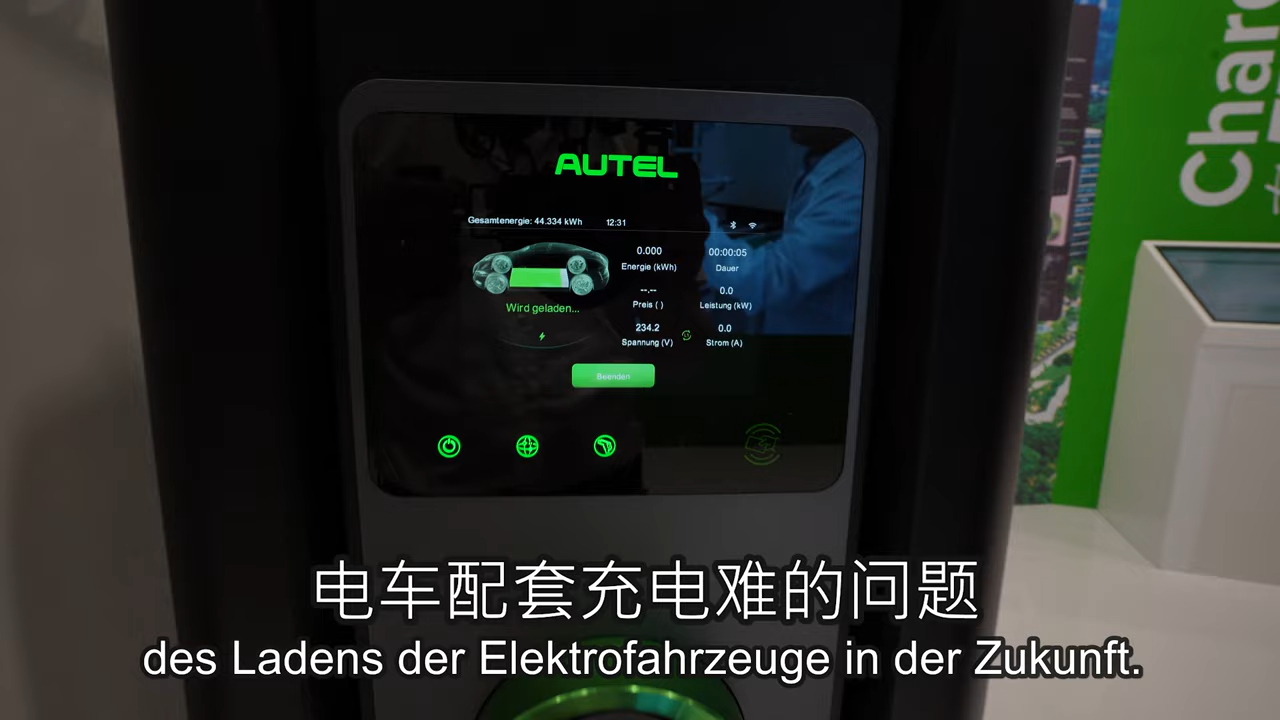 AUTEL
Gesamtenergie: 44.334 kWh 12:31
0.000 00:00:05
Energie (kWh) Dauer
--.-- 0.0
Preis ( ) Leistung (kW)
Wird geladen...
234.2 0.0
Spannung (V) Strom (A)
Beenden
电车配套充电难的问题
des Ladens der Elektrofahrzeuge in der Zukunft.